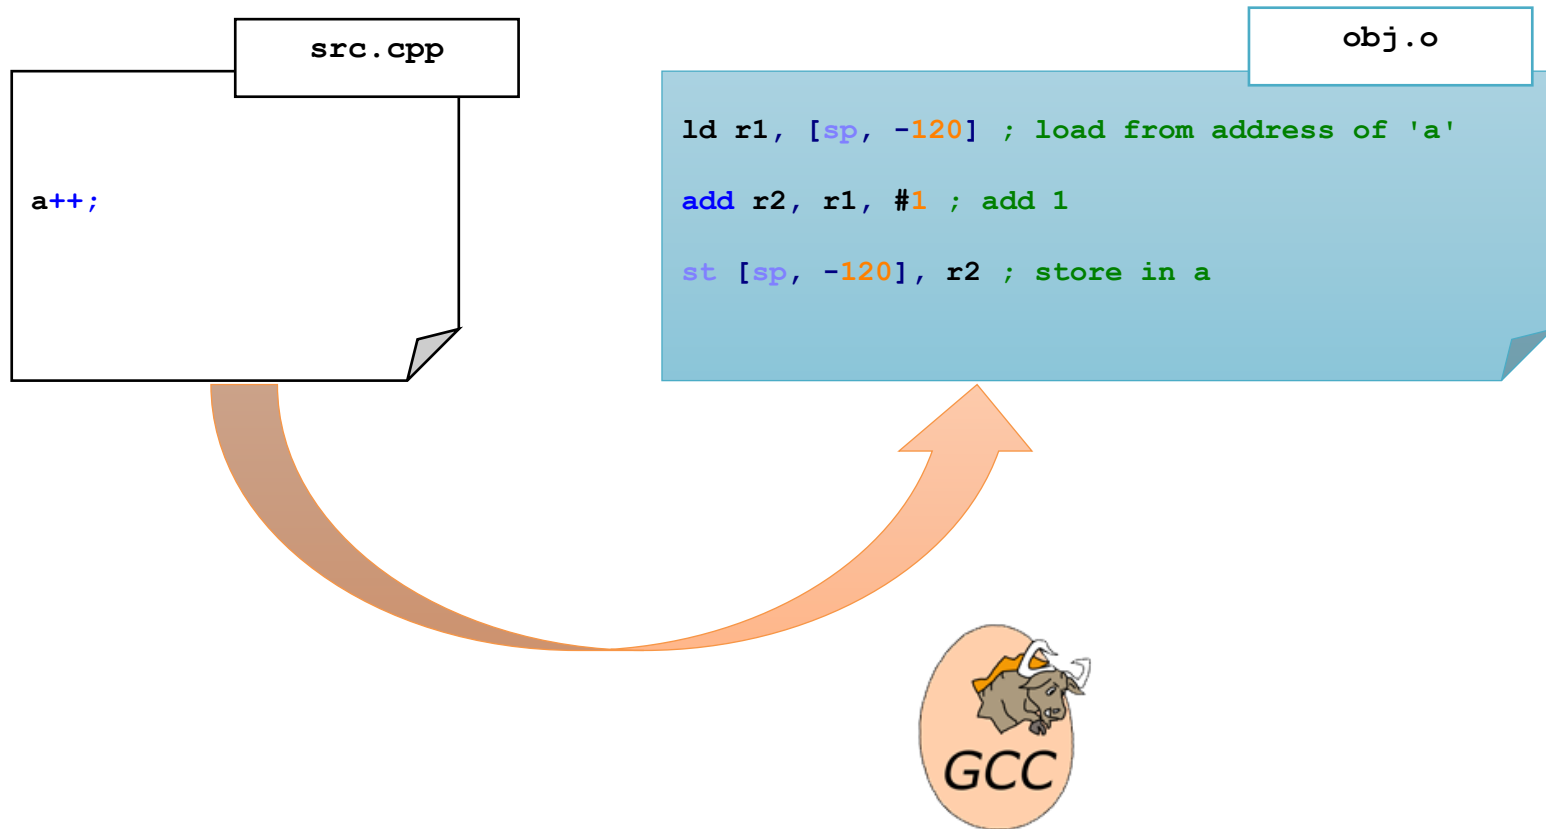 src.cpp
a++;
obj.o
ld r1, [sp, -120] ; load from address of 'a'
add r2, r1, #1 ; add 1
st [sp, -120], r2 ; store in a
GCC